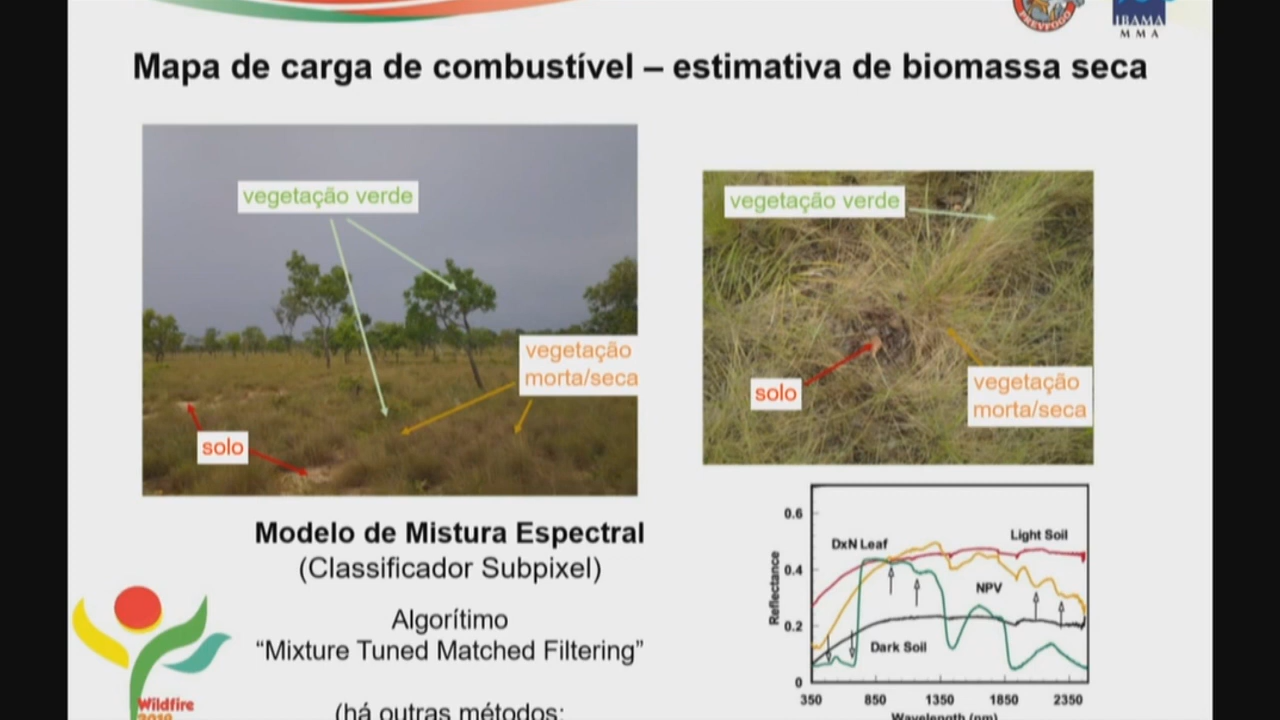 PREVFOGO
IBAMA
M M A
Mapa de carga de combustível – estimativa de biomassa seca
vegetação verde
vegetação
morta/seca
solo
vegetação verde
solo
vegetação
morta/seca
Modelo de Mistura Espectral
(Classificador Subpixel)
Algorítimo
“Mixture Tuned Matched Filtering”
(há outras métodos:
Reflectance
0.6
0.4
0.2
0
DxN Leaf
Light Soil
NPV
Dark Soil
350 850 1350 1850 2350
Wavelength (nm)
Wildfire
2019